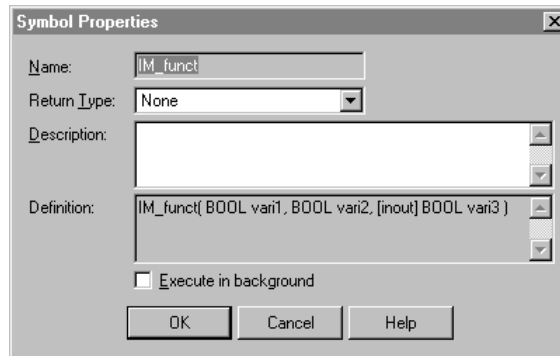 Symbol Properties
Name: IM_funct
Return Type: None
Description:
Definition: IM_funct( BOOL vari1, BOOL vari2, [inout] BOOL vari3 )
Execute in background
OK Cancel Help